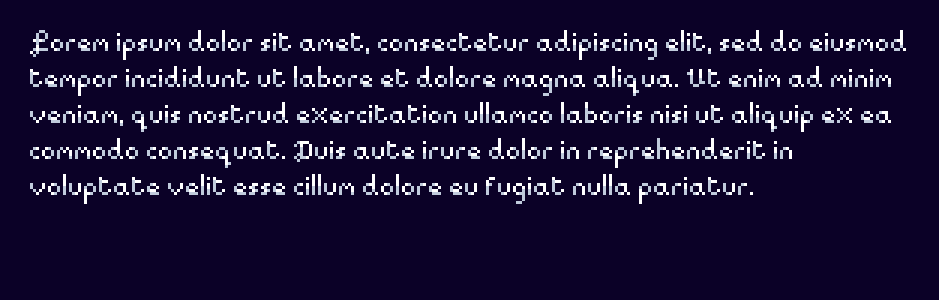 Lorem ipsum dolor sit amet, consectetur adipiscing elit, sed do eiusmod
tempor incididunt ut labore et dolore magna aliqua. Ut enim ad minim
veniam, quis nostrud exercitation ullamco laboris nisi ut aliquip ex ea
commodo consequat. Duis aute irure dolor in reprehenderit in
voluptate velit esse cillum dolore eu fugiat nulla pariatur.